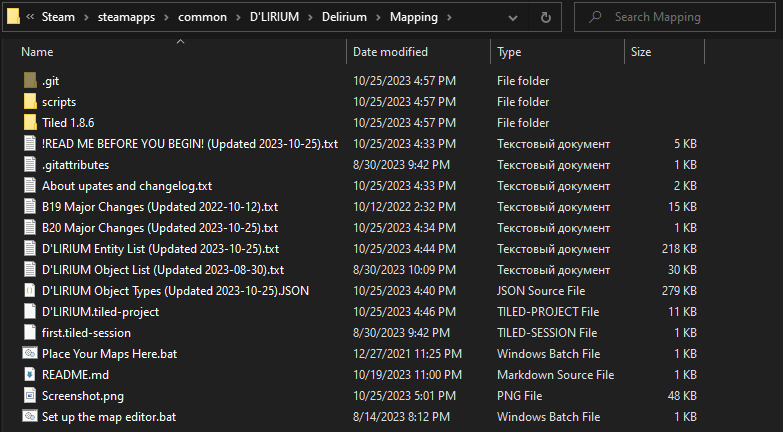 « Steam › steamapps › common › D'LIRIUM › Delirium › Mapping › Search Mapping
Name Date modified Type Size
.git 10/25/2023 4:57 PM File folder
scripts 10/25/2023 4:57 PM File folder
Tiled 1.8.6 10/25/2023 4:57 PM File folder
!READ ME BEFORE YOU BEGIN! (Updated 2023-10-25).txt 10/25/2023 4:33 PM Текстовый документ 5 KB
.gitattributes 8/30/2023 9:42 PM Текстовый документ 1 KB
About upates and changelog.txt 10/25/2023 4:33 PM Текстовый документ 2 KB
B19 Major Changes (Updated 2022-10-12).txt 10/12/2022 2:32 PM Текстовый документ 15 KB
B20 Major Changes (Updated 2023-10-25).txt 10/25/2023 4:34 PM Текстовый документ 1 KB
D'LIRIUM Entity List (Updated 2023-10-25).txt 10/25/2023 4:44 PM Текстовый документ 218 KB
D'LIRIUM Object List (Updated 2023-08-30).txt 8/30/2023 10:09 PM Текстовый документ 30 KB
D'LIRIUM Object Types (Updated 2023-10-25).JSON 10/25/2023 4:40 PM JSON Source File 279 KB
D'LIRIUM.tiled-project 10/25/2023 4:46 PM TILED-PROJECT File 11 KB
first.tiled-session 8/30/2023 9:42 PM TILED-SESSION File 1 KB
Place Your Maps Here.bat 12/27/2021 11:25 PM Windows Batch File 1 KB
README.md 10/19/2023 11:00 PM Markdown Source File 1 KB
Screenshot.png 10/25/2023 5:01 PM PNG File 48 KB
Set up the map editor.bat 8/14/2023 8:12 PM Windows Batch File 1 KB